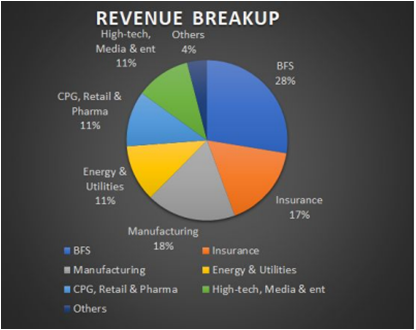 REVENUE BREAKUP
High-tech,
Media & ent
11%
Others
4%
BFS
28%
CPG, Retail &
Pharma
11%
Energy &
Utilities
11%
Insurance
17%
Manufacturing
18%
BFS
Insurance
Manufacturing
Energy & Utilities
CPG, Retail & Pharma
High-tech, Media & ent
Others